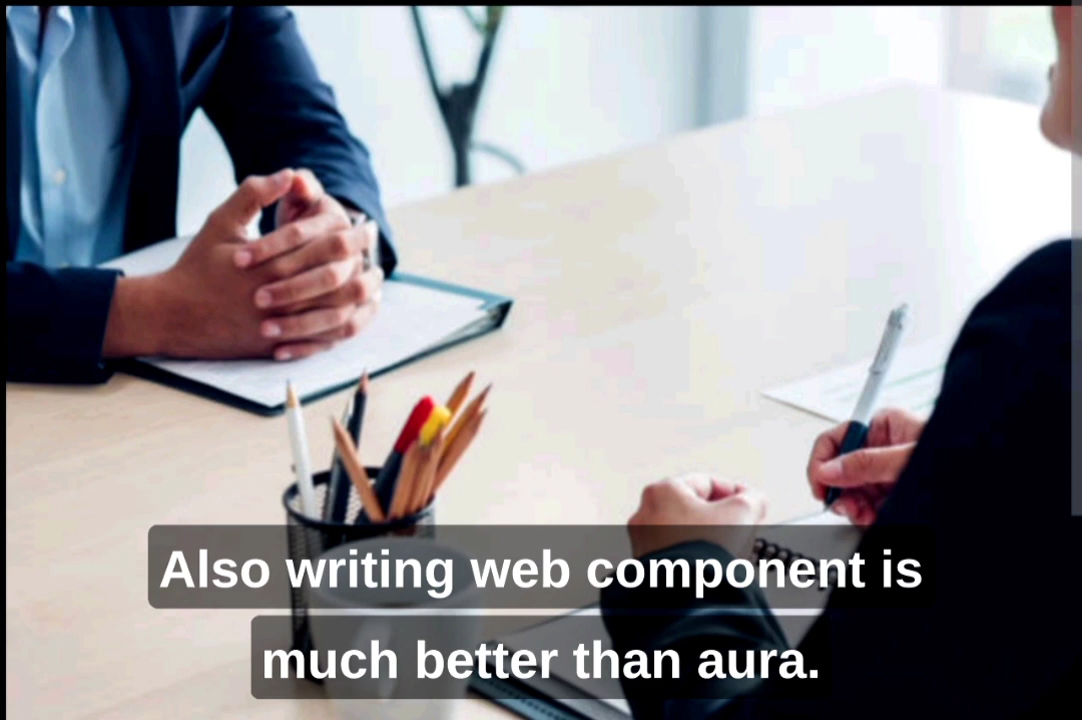 Also writing web component is
much better than aura.